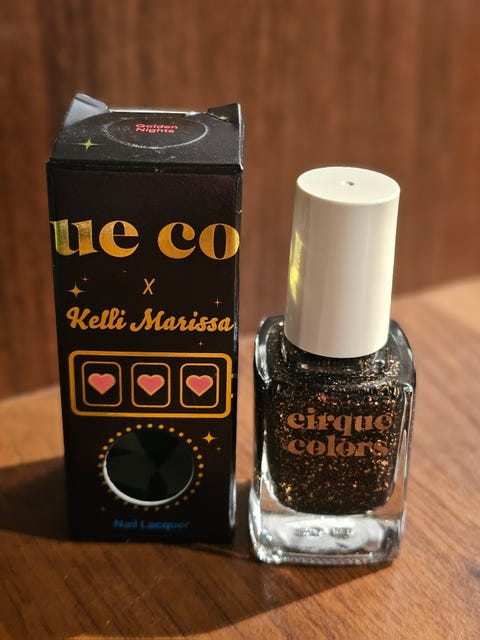 Golden
Nights
ue co
x
Kelli Marissa
Nail Lacquer
cirque
colors